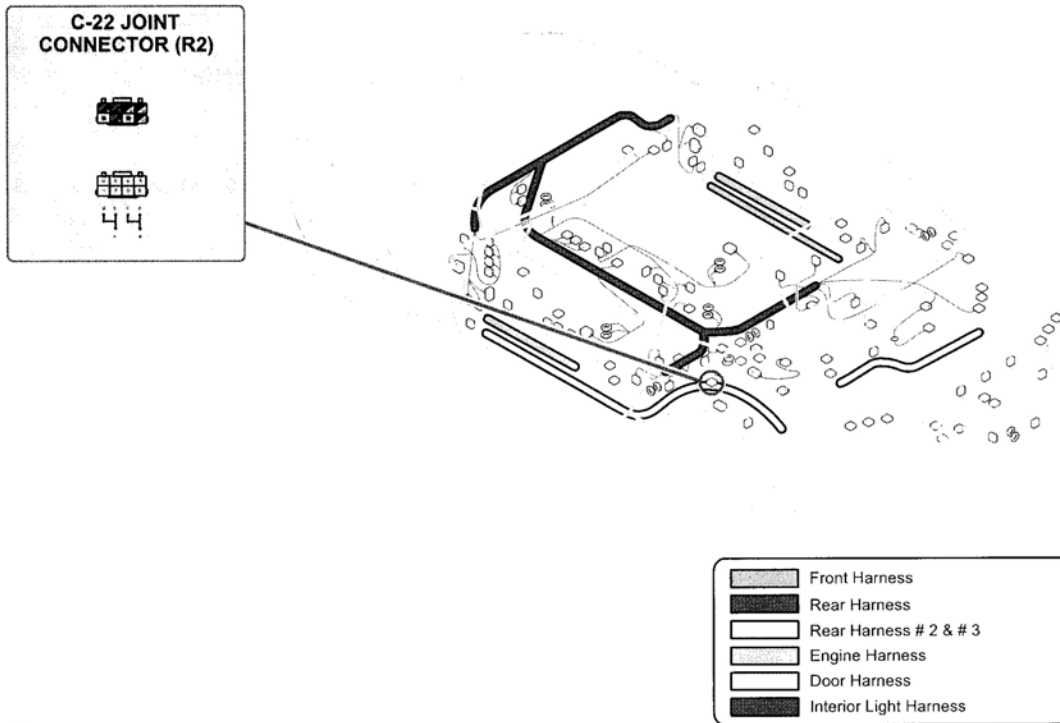 C-22 JOINT
CONNECTOR (R2)
Front Harness
Rear Harness
Rear Harness # 2 & # 3
Engine Harness
Door Harness
Interior Light Harness